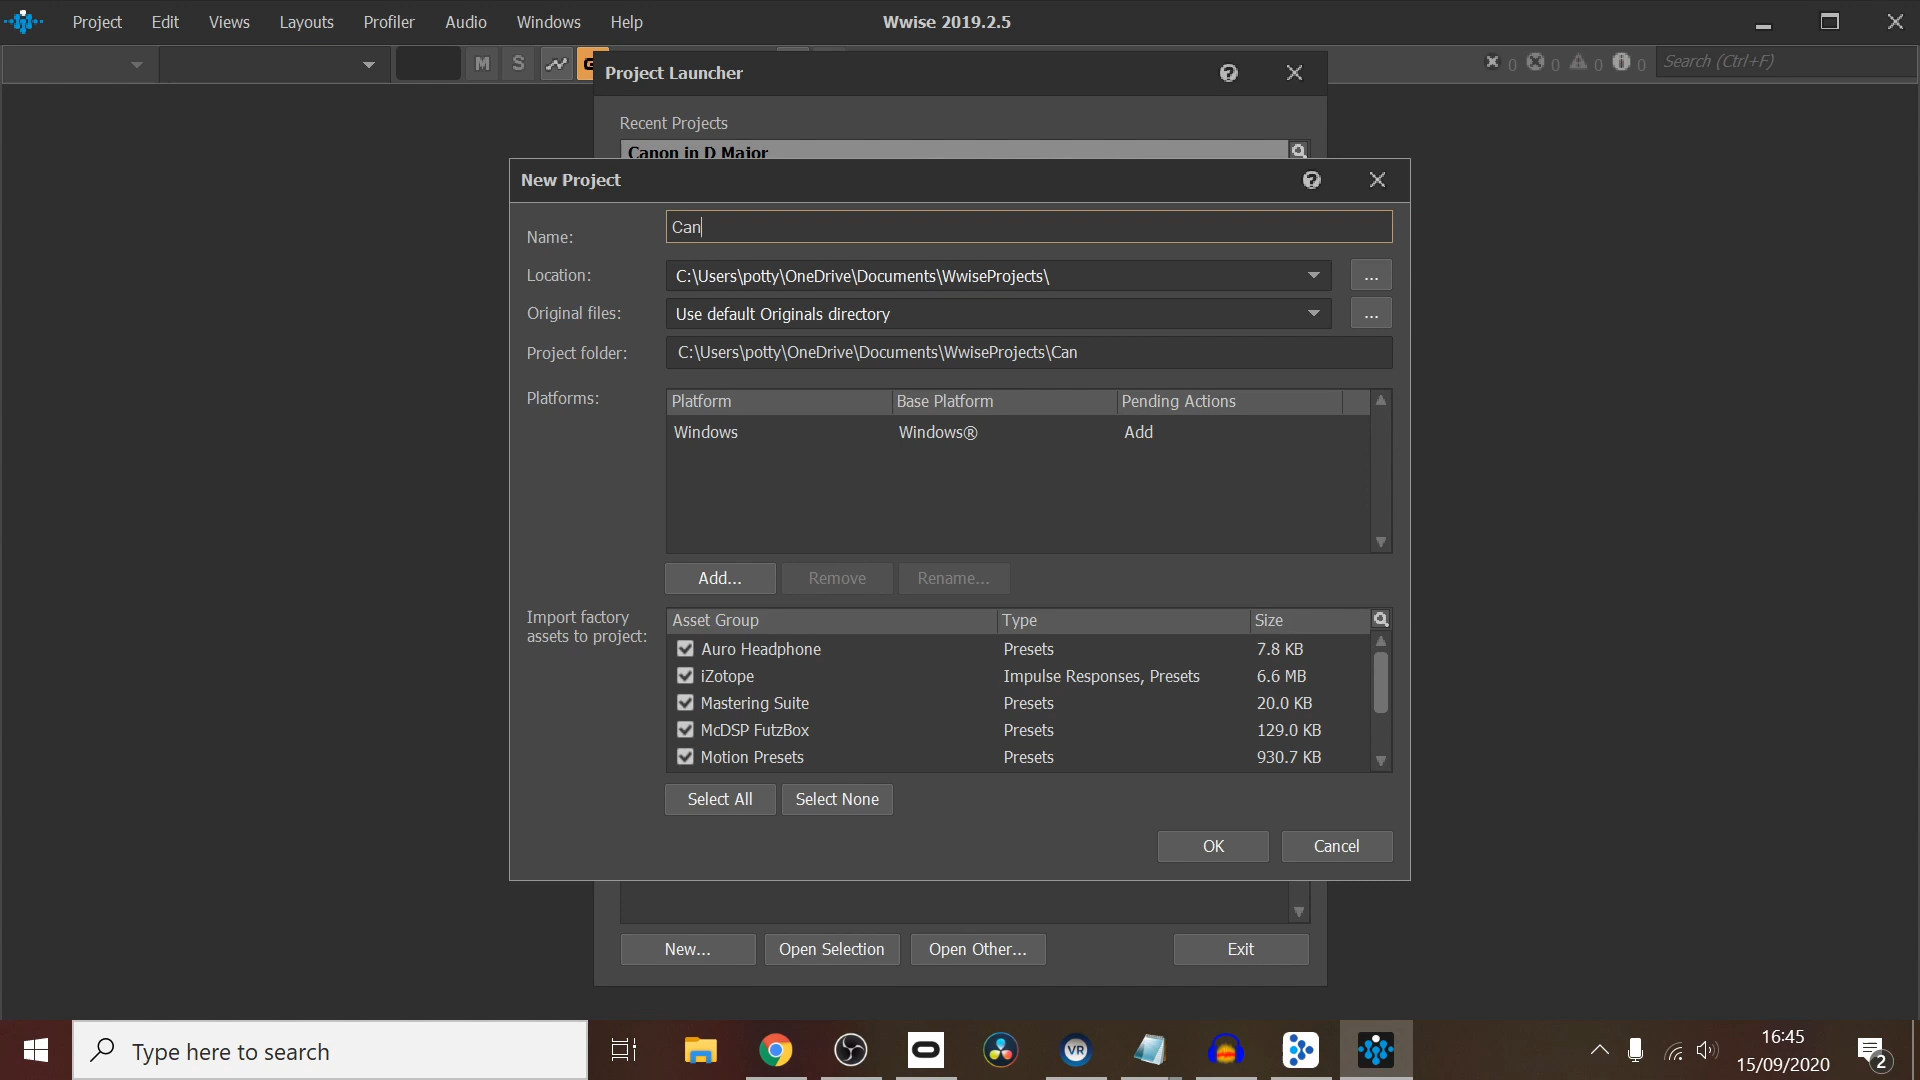 Project Edit Views Layouts Profiler Audio Windows Help
Wwise 2019.2.5
M S
0 0 0 0
Search (Ctrl+F)
Project Launcher
Recent Projects
Canon in D Major
New Project
Name: Can
Location: C:\Users\potty\OneDrive\Documents\WwiseProjects\ ...
Original files: Use default Originals directory ...
Project folder: C:\Users\potty\OneDrive\Documents\WwiseProjects\Can
Platforms: Platform Base Platform Pending Actions
Windows Windows® Add
Add... Remove Rename...
Import factory
assets to project:
Asset Group Type Size
Auro Headphone Presets 7.8 KB
iZotope Impulse Responses, Presets 6.6 MB
Mastering Suite Presets 20.0 KB
McDSP FutzBox Presets 129.0 KB
Motion Presets Presets 930.7 KB
Select All Select None
OK Cancel
New... Open Selection Open Other... Exit
Type here to search
VR
16:45
15/09/2020
2